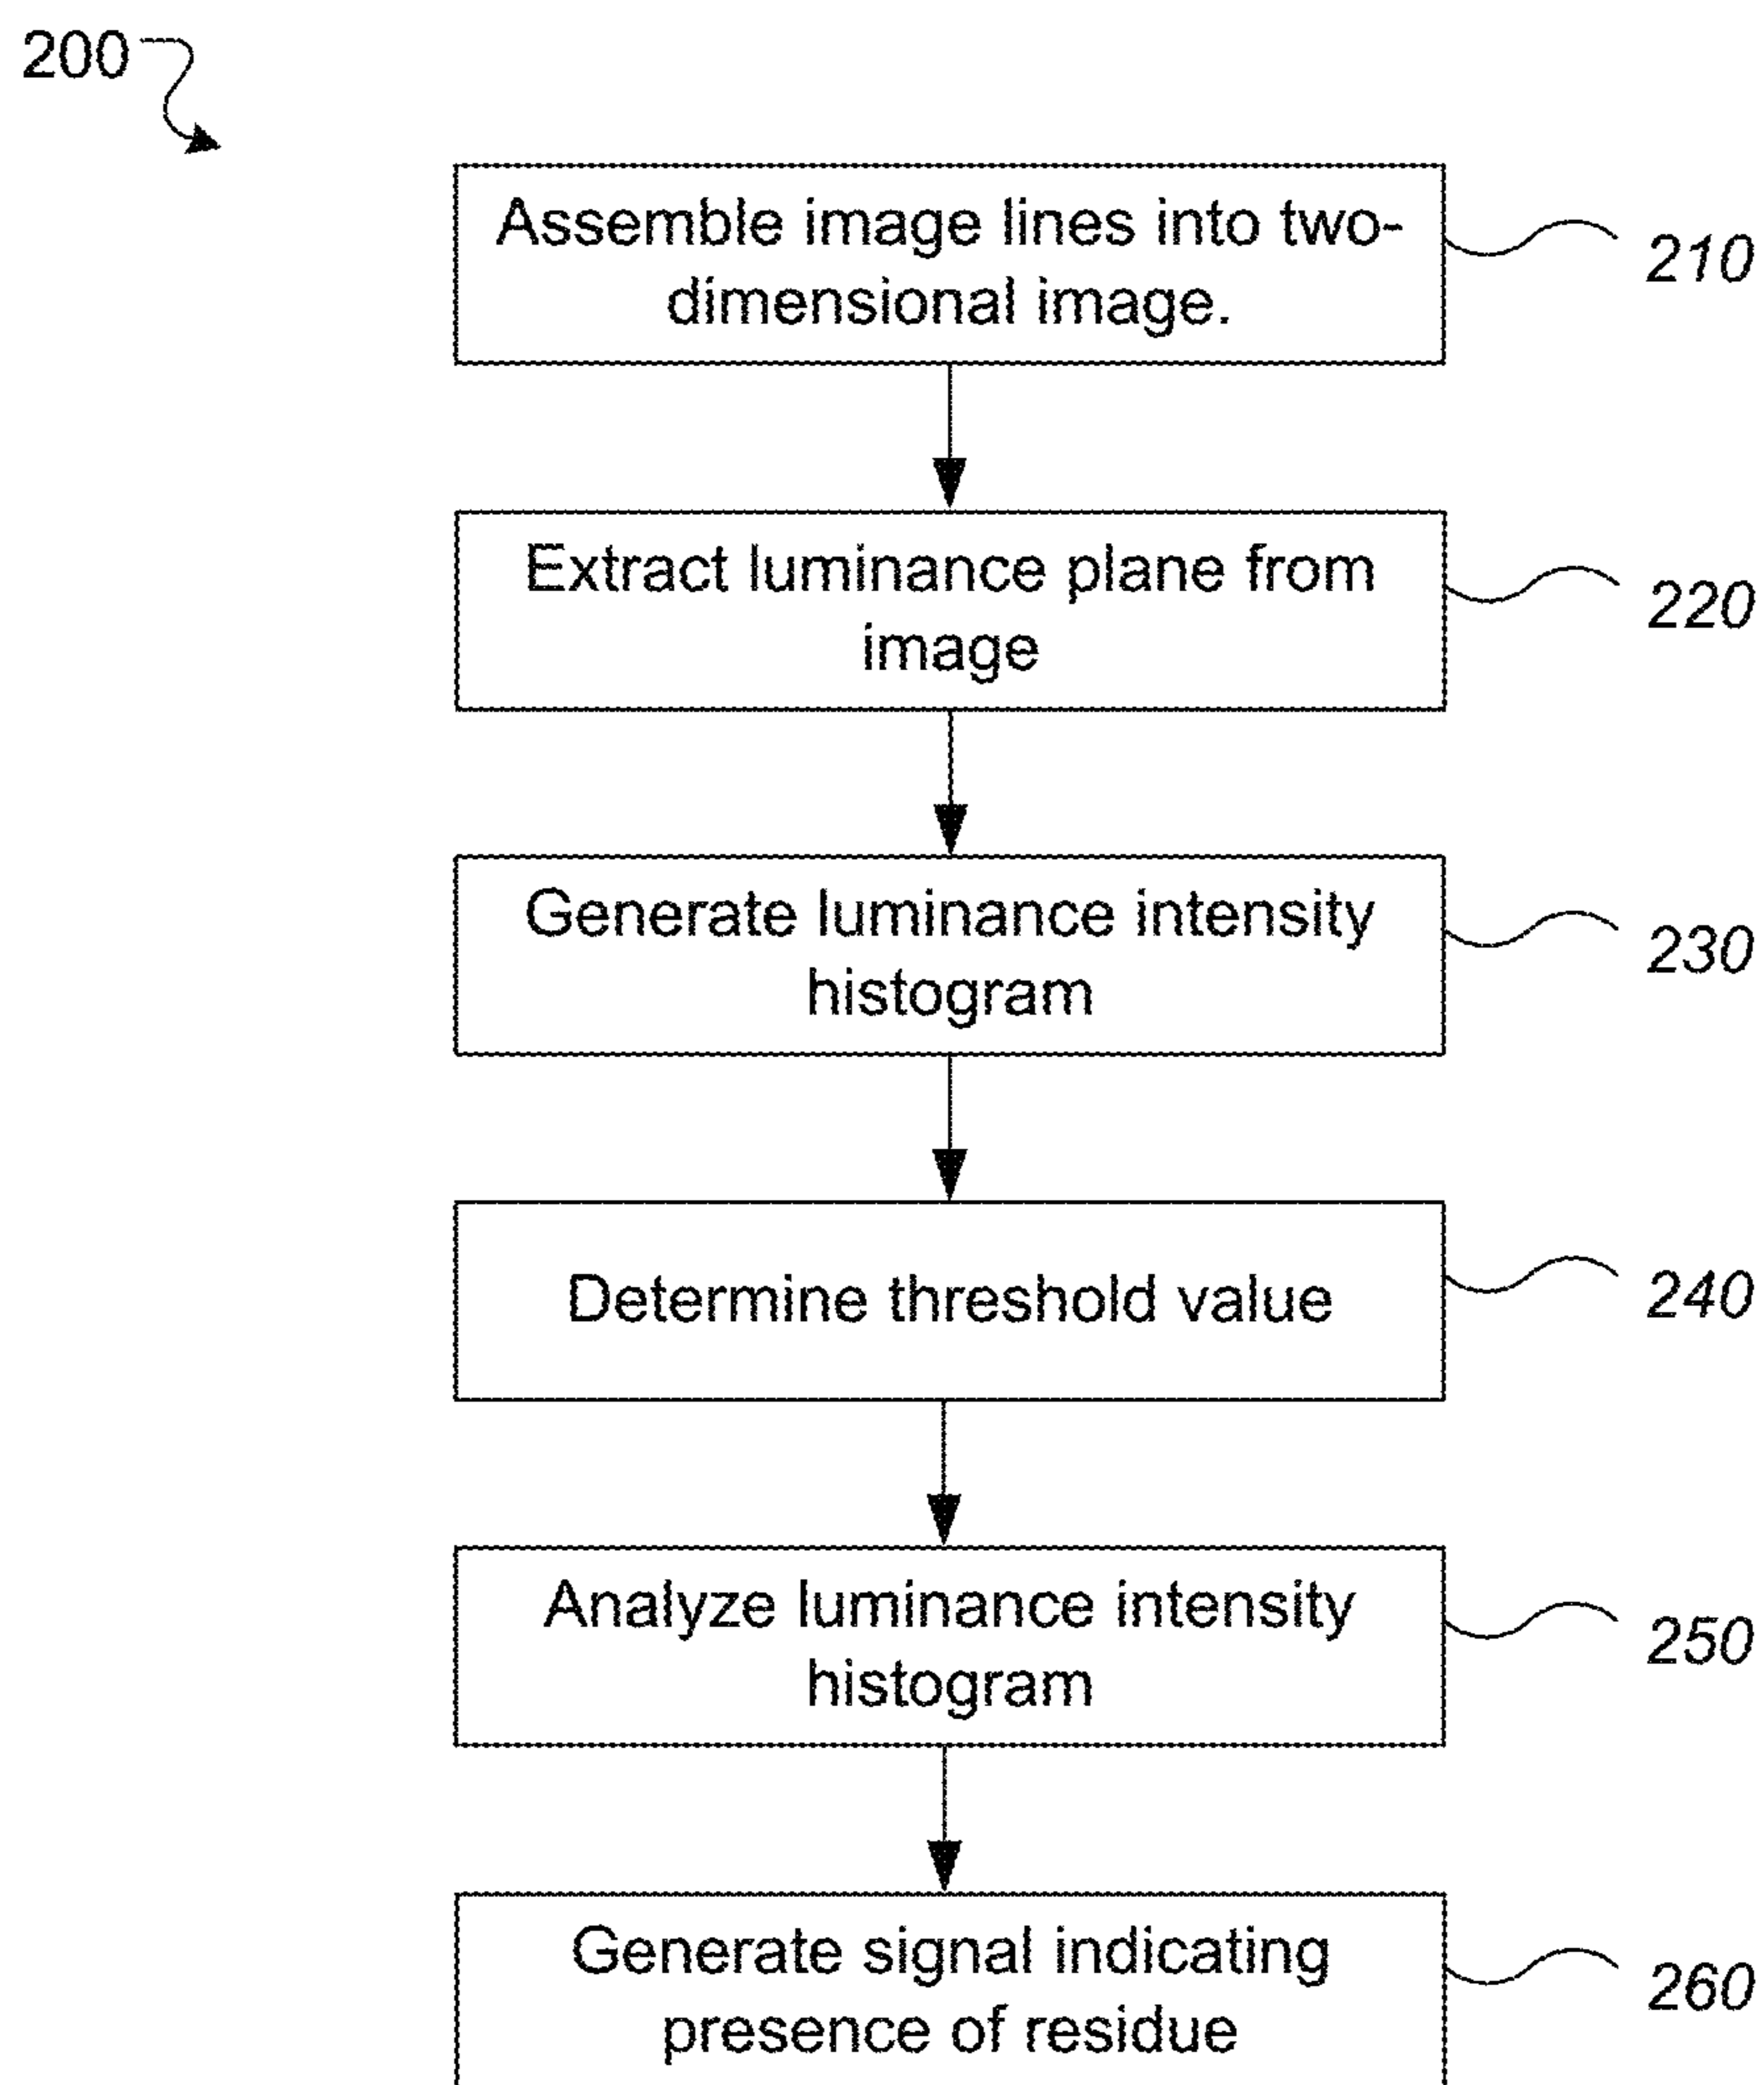 200
Assemble image lines into two-
dimensional image.
210
Extract luminance plane from
image
220
Generate luminance intensity
histogram
230
Determine threshold value
240
Analyze luminance intensity
histogram
250
Generate signal indicating
presence of residue
260